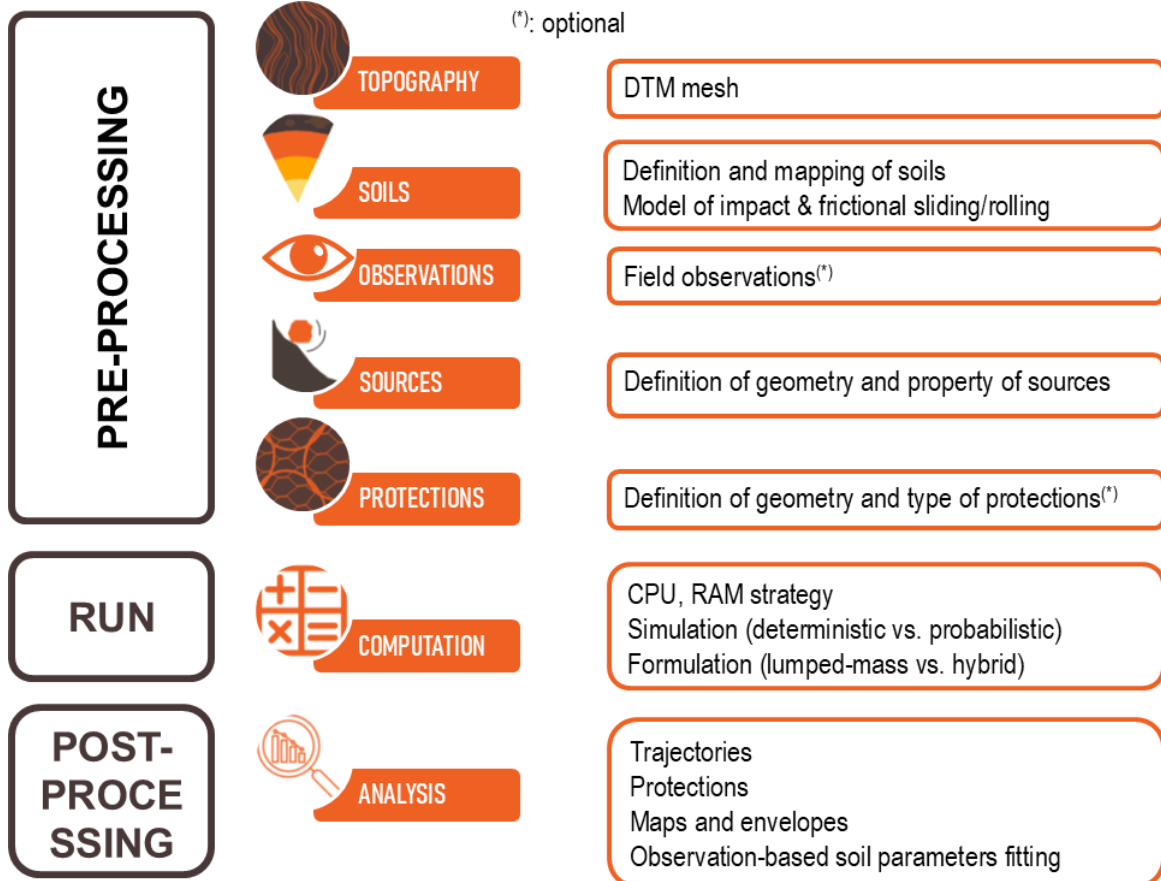 (*): optional
PRE-PROCESSING
TOPOGRAPHY
DTM mesh
SOILS
Definition and mapping of soils
Model of impact & frictional sliding/rolling
OBSERVATIONS
Field observations(*)
SOURCES
Definition of geometry and property of sources
PROTECTIONS
Definition of geometry and type of protections(*)
RUN
COMPUTATION
CPU, RAM strategy
Simulation (deterministic vs. probabilistic)
Formulation (lumped-mass vs. hybrid)
POST-
PROCE
SSING
ANALYSIS
Trajectories
Protections
Maps and envelopes
Observation-based soil parameters fitting